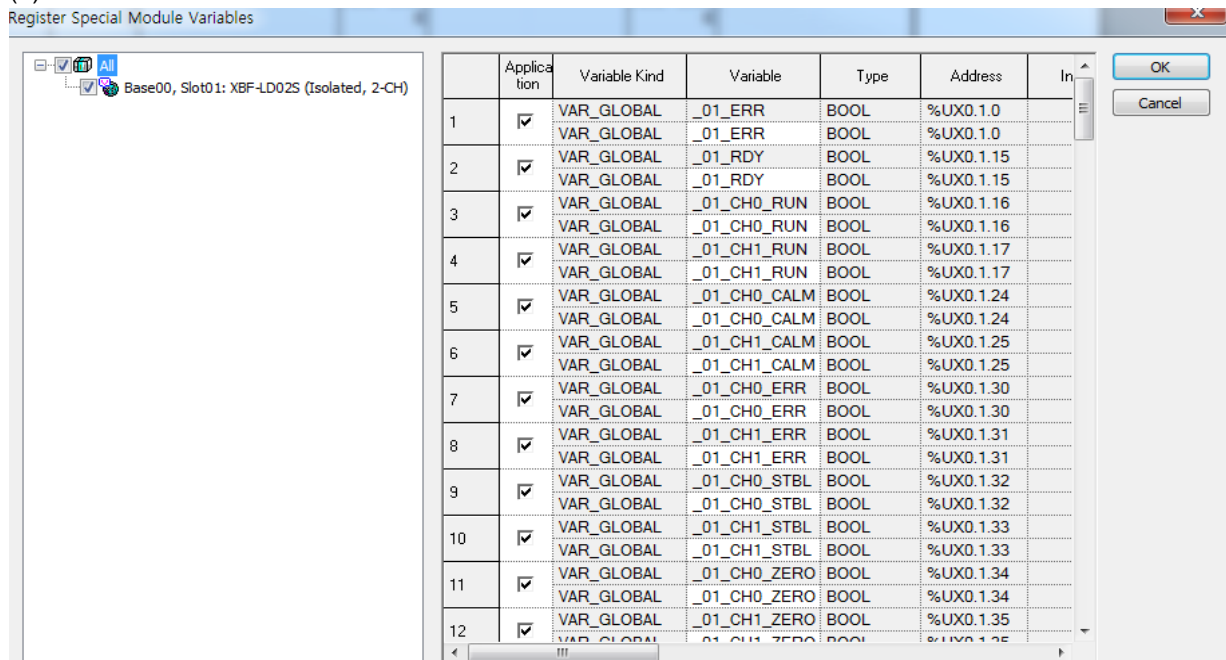 Register Special Module Variables
All
Base00, Slot01: XBF-LD02S (Isolated, 2-CH)
Applica
tion
Variable Kind
Variable
Type
Address
In
OK
Cancel
1
VAR_GLOBAL _01_ERR BOOL %UX0.1.0
VAR_GLOBAL _01_ERR BOOL %UX0.1.0
2
VAR_GLOBAL _01_RDY BOOL %UX0.1.15
VAR_GLOBAL _01_RDY BOOL %UX0.1.15
3
VAR_GLOBAL _01_CH0_RUN BOOL %UX0.1.16
VAR_GLOBAL _01_CH0_RUN BOOL %UX0.1.16
4
VAR_GLOBAL _01_CH1_RUN BOOL %UX0.1.17
VAR_GLOBAL _01_CH1_RUN BOOL %UX0.1.17
5
VAR_GLOBAL _01_CH0_CALM BOOL %UX0.1.24
VAR_GLOBAL _01_CH0_CALM BOOL %UX0.1.24
6
VAR_GLOBAL _01_CH1_CALM BOOL %UX0.1.25
VAR_GLOBAL _01_CH1_CALM BOOL %UX0.1.25
7
VAR_GLOBAL _01_CH0_ERR BOOL %UX0.1.30
VAR_GLOBAL _01_CH0_ERR BOOL %UX0.1.30
8
VAR_GLOBAL _01_CH1_ERR BOOL %UX0.1.31
VAR_GLOBAL _01_CH1_ERR BOOL %UX0.1.31
9
VAR_GLOBAL _01_CH0_STBL BOOL %UX0.1.32
VAR_GLOBAL _01_CH0_STBL BOOL %UX0.1.32
10
VAR_GLOBAL _01_CH1_STBL BOOL %UX0.1.33
VAR_GLOBAL _01_CH1_STBL BOOL %UX0.1.33
11
VAR_GLOBAL _01_CH0_ZERO BOOL %UX0.1.34
VAR_GLOBAL _01_CH0_ZERO BOOL %UX0.1.34
12
VAR_GLOBAL _01_CH1_ZERO BOOL %UX0.1.35